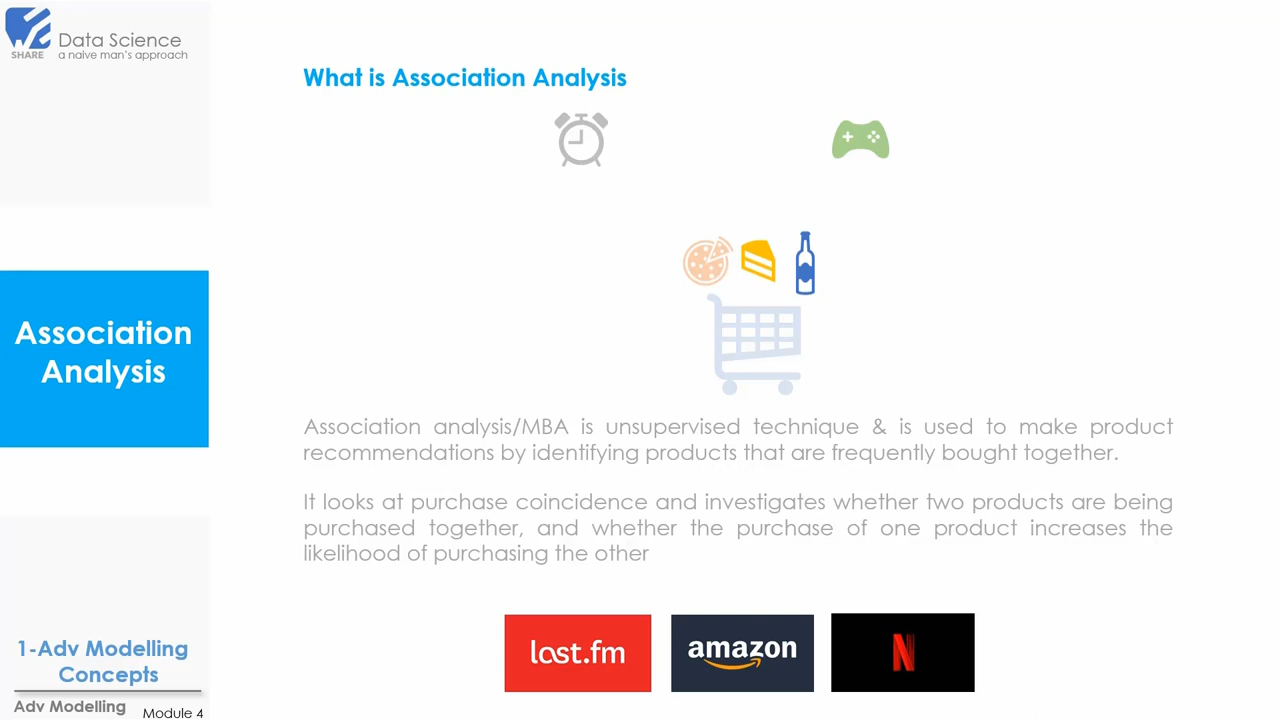 SHARE
Data Science
a naive man's approach
What is Association Analysis
Association
Analysis
Association analysis/MBA is unsupervised technique & is used to make product
recommendations by identifying products that are frequently bought together.
It looks at purchase coincidence and investigates whether two products are being
purchased together, and whether the purchase of one product increases the
likelihood of purchasing the other
last.fm
amazon
N
1-Adv Modelling
Concepts
Adv Modelling
Module 4